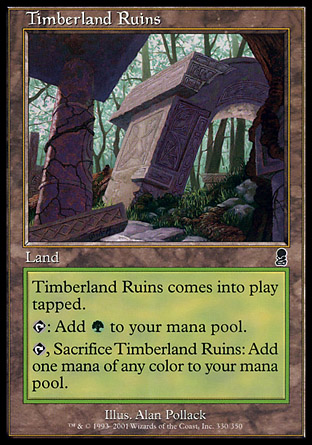 Timberland Ruins
Land
Timberland Ruins comes into play
tapped.
: Add to your mana pool.
, Sacrifice Timberland Ruins: Add
one mana of any color to your mana
pool.
Illus. Alan Pollack
™ & © 1993-2001 Wizards of the Coast, Inc. 330/350